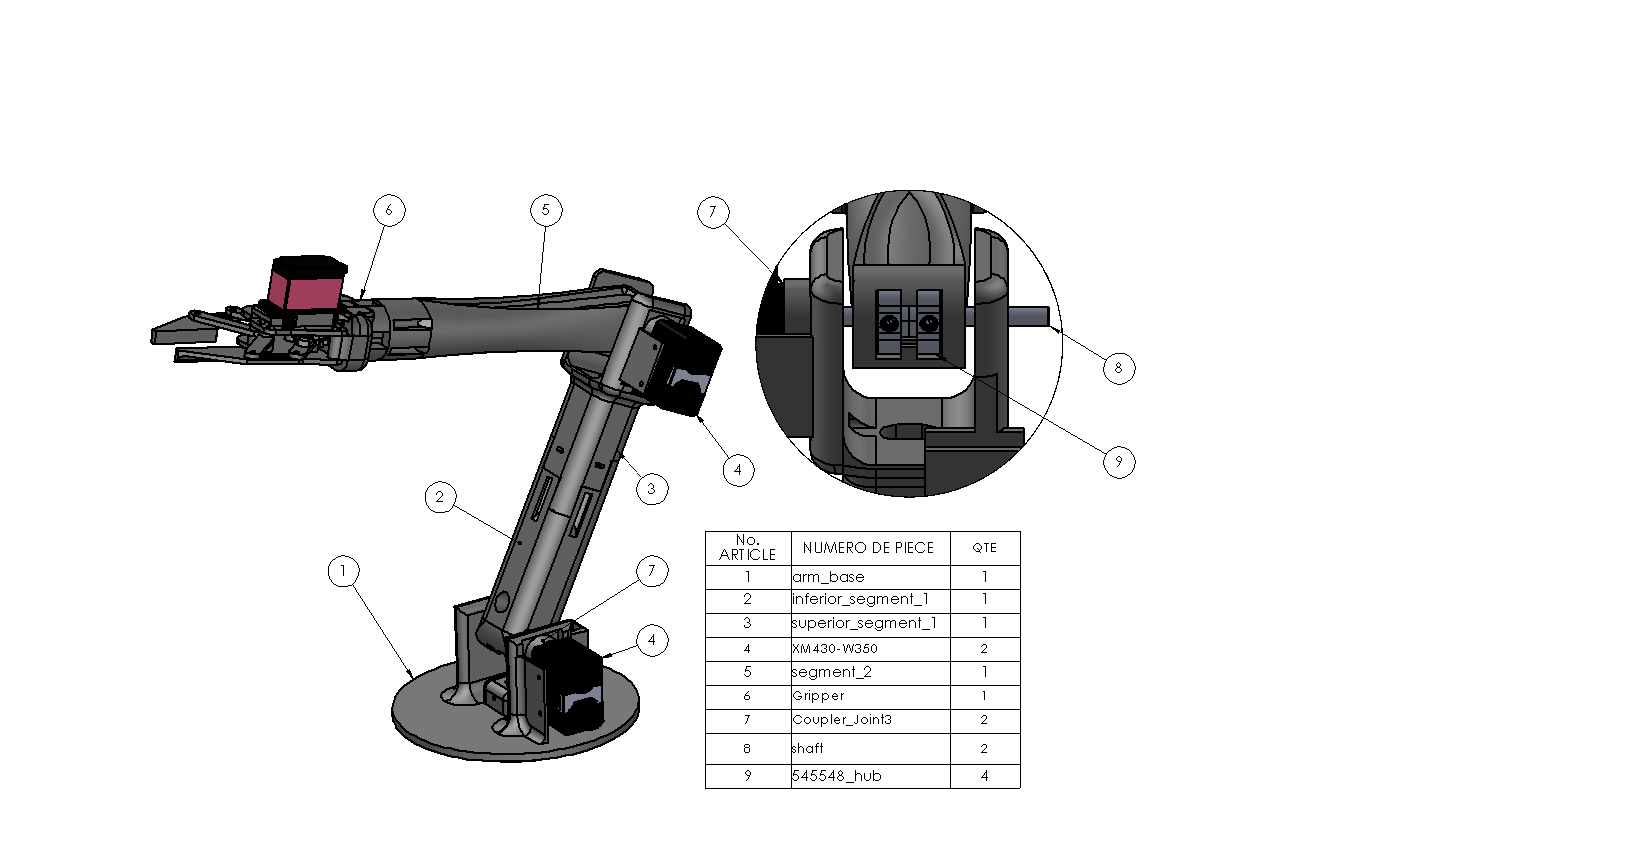 6
5
7
8
4
9
3
2
1
7
4
No. ARTICLE NUMERO DE PIECE QTE
1 arm_base 1
2 inferior_segment_1 1
3 superior_segment_1 1
4 XM430-W350 2
5 segment_2 1
6 Gripper 1
7 Coupler_Joint3 2
8 shaft 2
9 545548_hub 4